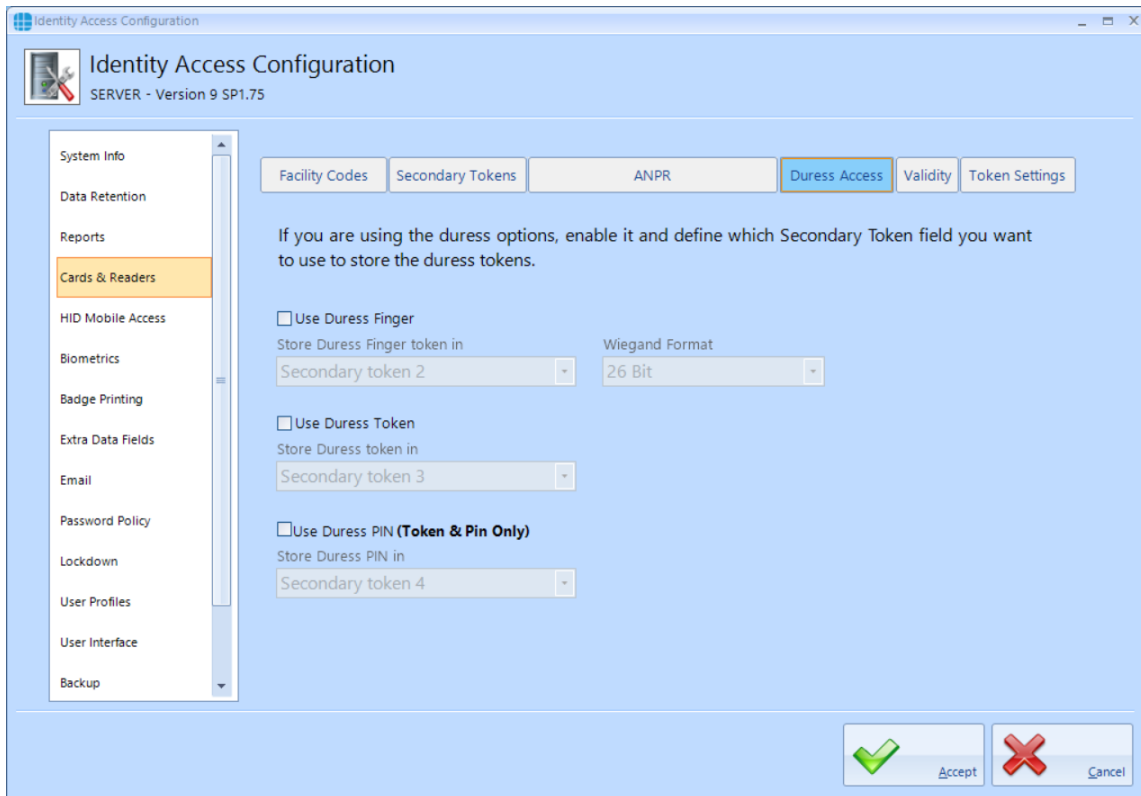 Identity Access Configuration
Identity Access Configuration
SERVER - Version 9 SP1.75
System Info
Data Retention
Reports
Cards & Readers
HID Mobile Access
Biometrics
Badge Printing
Extra Data Fields
Email
Password Policy
Lockdown
User Profiles
User Interface
Backup
Facility Codes
Secondary Tokens
ANPR
Duress Access
Validity
Token Settings
If you are using the duress options, enable it and define which Secondary Token field you want
to use to store the duress tokens.
Use Duress Finger
Store Duress Finger token in
Wiegand Format
Secondary token 2
26 Bit
Use Duress Token
Store Duress token in
Secondary token 3
Use Duress PIN (Token & Pin Only)
Store Duress PIN in
Secondary token 4
Accept
Cancel